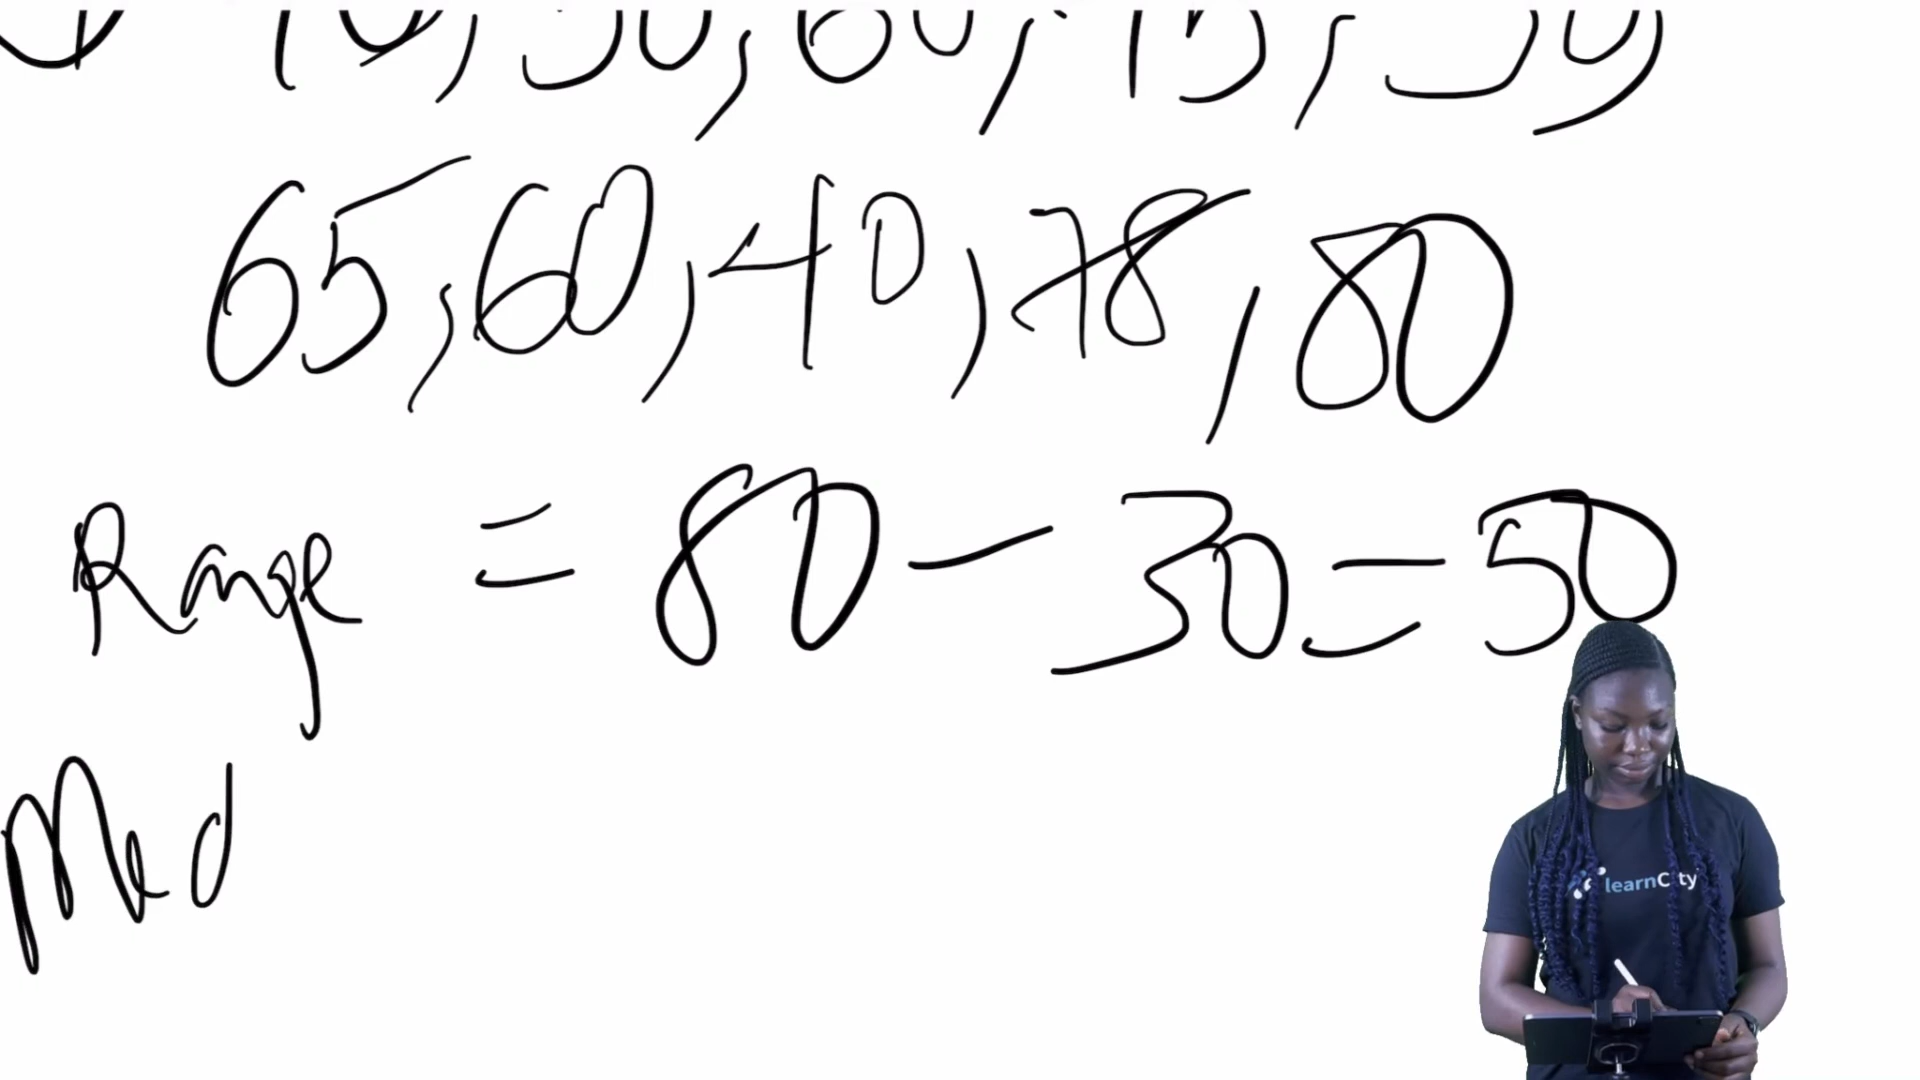 65, 60, 40, 78, 80
Range = 80 - 30 = 50
Med
learnCity